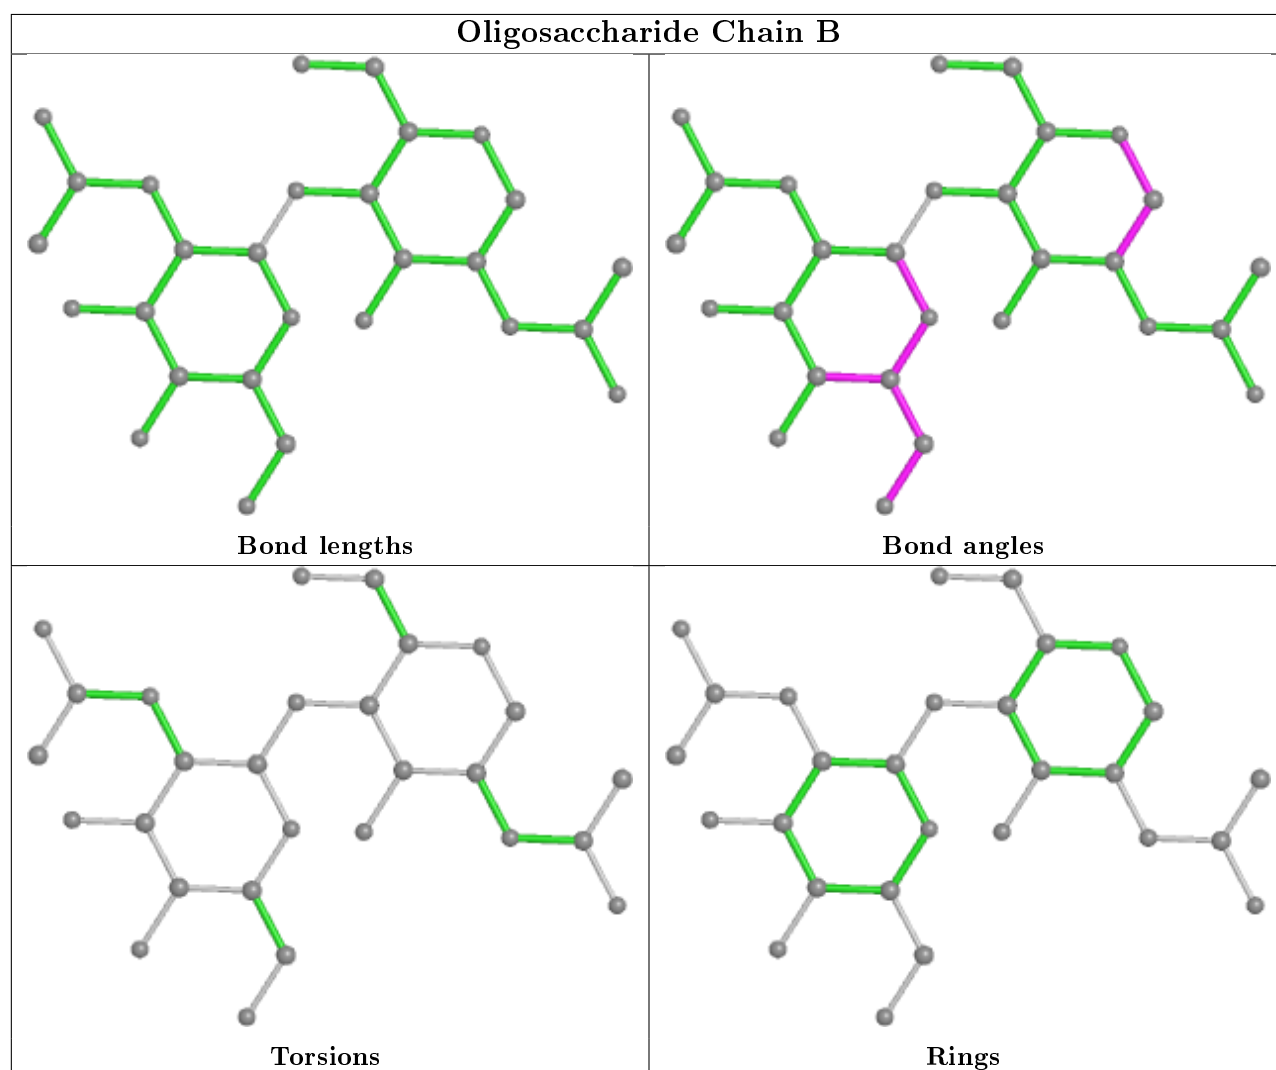 Oligosaccharide Chain B
Bond lengths
Bond angles
Torsions
Rings